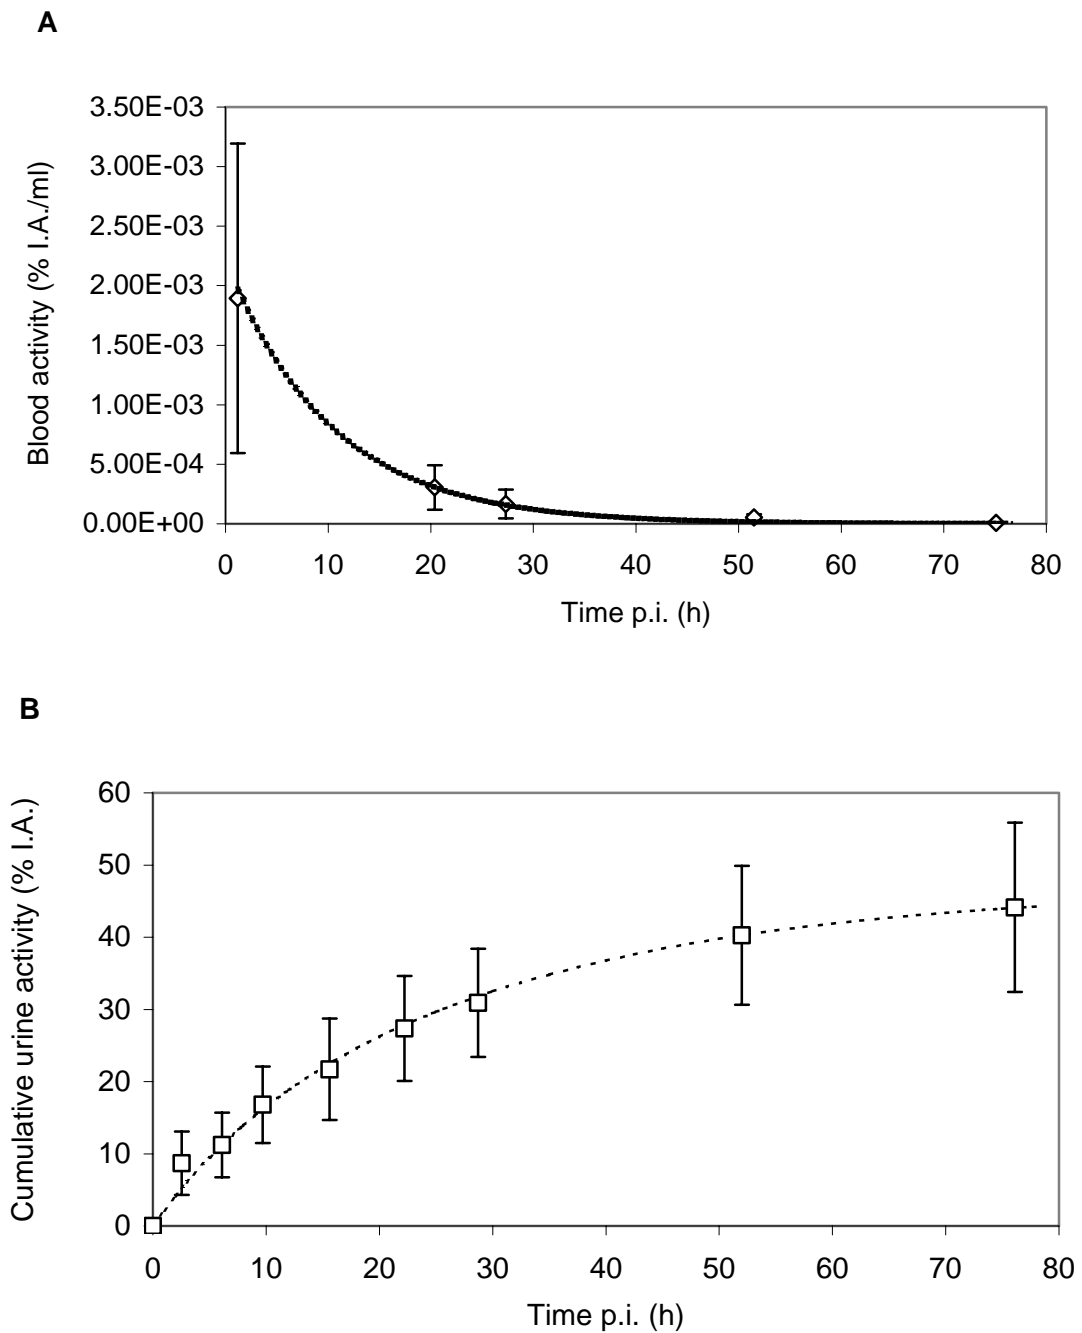 A
3.50E-03
3.00E-03
2.50E-03
2.00E-03
1.50E-03
1.00E-03
5.00E-04
0.00E+00
Blood activity (% I.A./ml)
0 10 20 30 40 50 60 70 80
Time p.i. (h)
B
60
50
40
30
20
10
0
Cumulative urine activity (% I.A.)
0 10 20 30 40 50 60 70 80
Time p.i. (h)